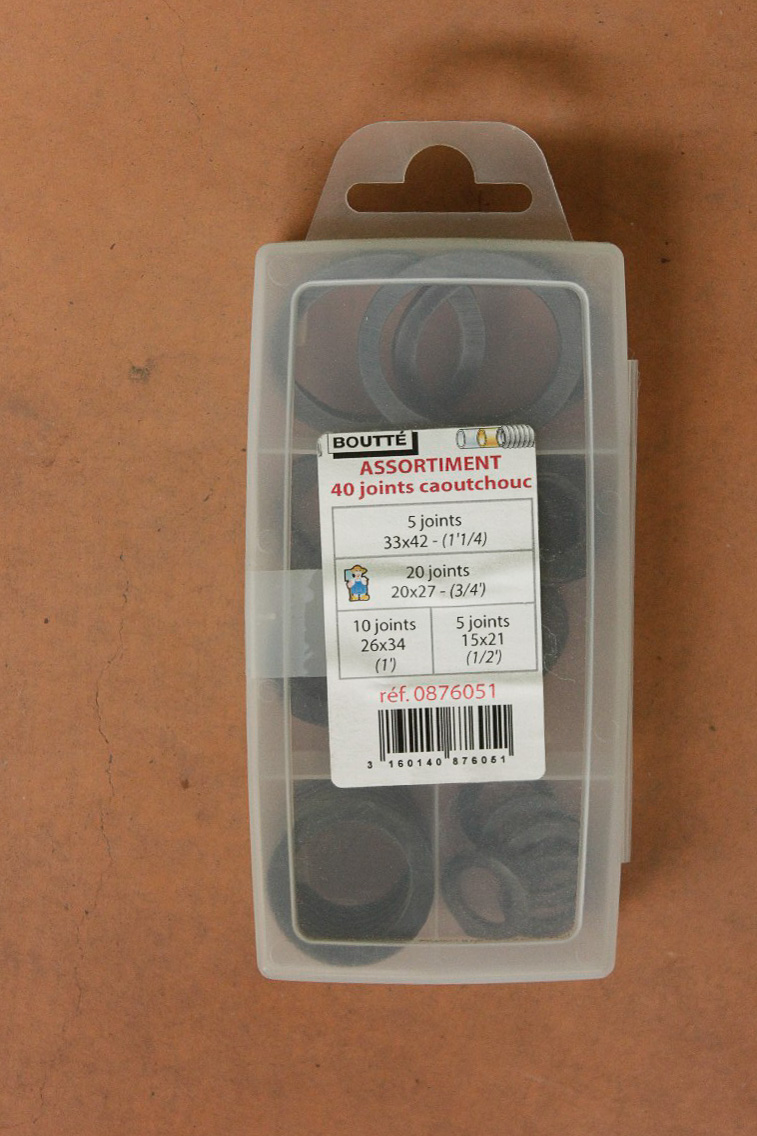 BOUTTÉ
ASSORTIMENT
40 joints caoutchouc
5 joints
33x42 - (1'1/4)
20 joints
20x27 - (3/4')
10 joints
26x34
(1')
5 joints
15x21
(1/2')
réf. 0876051
3 160140 876051